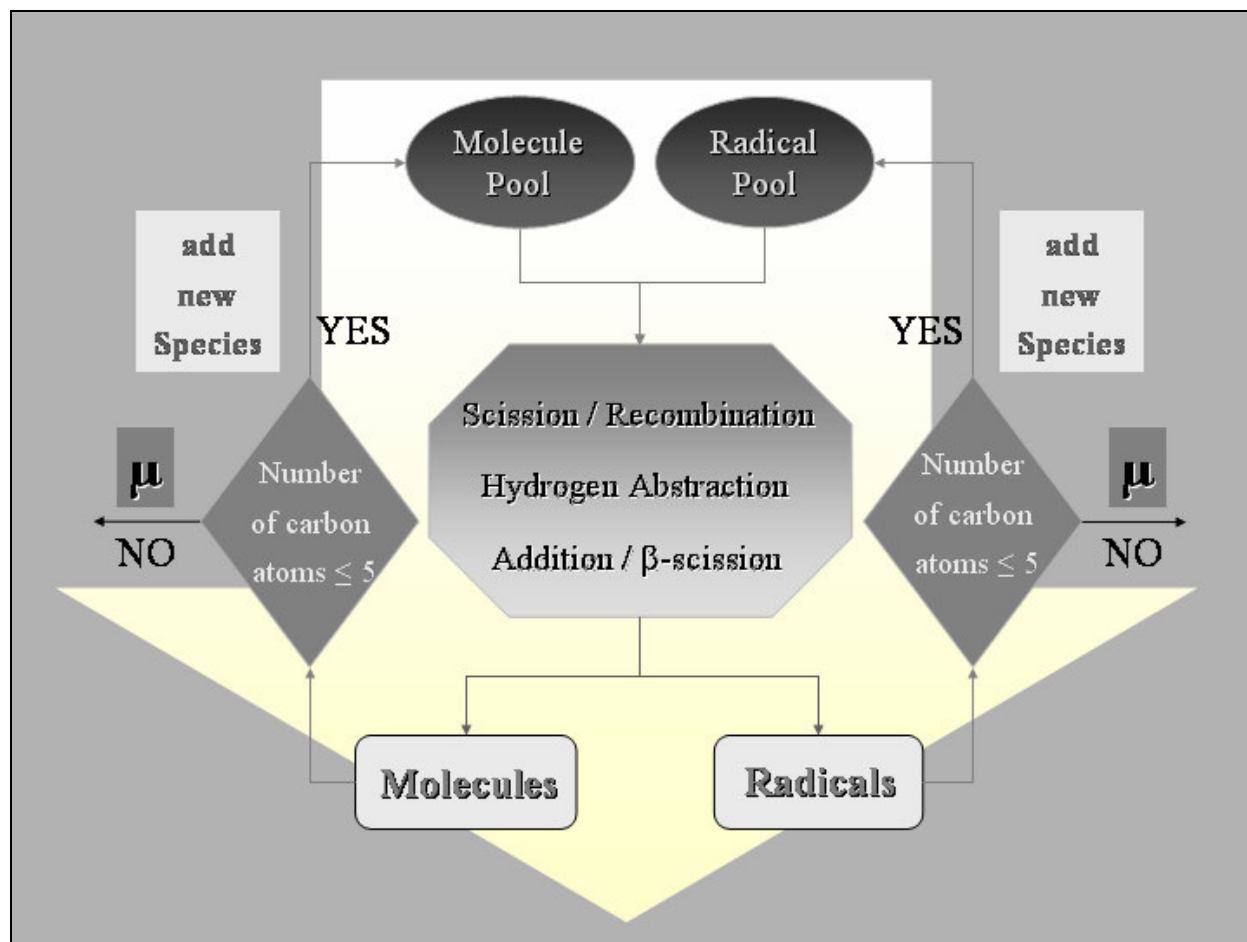 Molecule
Pool
Radical
Pool
add
new
Species
YES
YES
add
new
Species
Scission / Recombination
Hydrogen Abstraction
Addition / β-scission
μ
NO
Number
of carbon
atoms ≤ 5
Number
of carbon
atoms ≤ 5
μ
NO
Molecules
Radicals